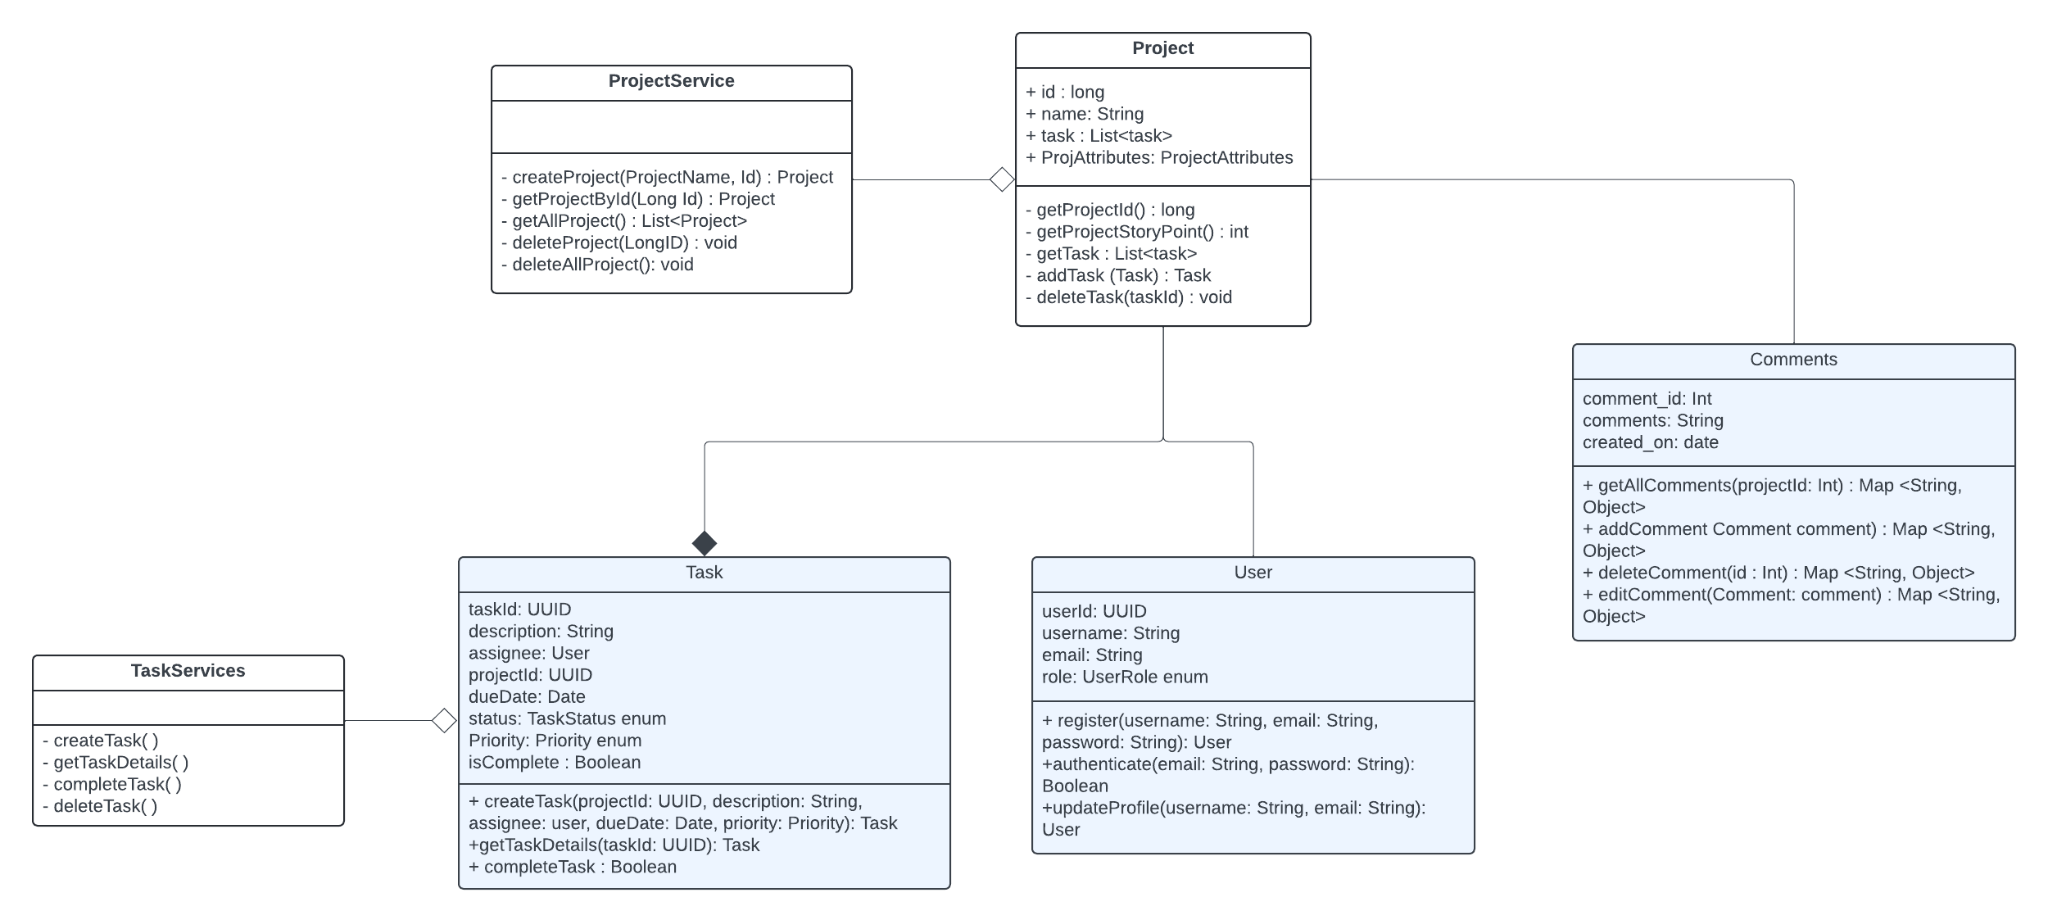 ProjectService
- createProject(ProjectName, Id) : Project
- getProjectById(Long Id) : Project
- getAllProject() : List<Project>
- deleteProject(LongID) : void
- deleteAllProject(): void
Project
+ id : long
+ name: String
+ task : List<task>
+ ProjAttributes: ProjectAttributes
- getProjectId() : long
- getProjectStoryPoint() : int
- getTask : List<task>
- addTask (Task) : Task
- deleteTask(taskId) : void
Comments
comment_id: Int
comments: String
created_on: date
+ getAllComments(projectId: Int) : Map <String,
Object>
+ addComment Comment comment) : Map <String,
Object>
+ deleteComment(id : Int) : Map <String, Object>
+ editComment(Comment: comment) : Map <String,
Object>
TaskServices
- createTask( )
- getTaskDetails( )
- completeTask( )
- deleteTask( )
Task
taskId: UUID
description: String
assignee: User
projectId: UUID
dueDate: Date
status: TaskStatus enum
Priority: Priority enum
isComplete : Boolean
+ createTask(projectId: UUID, description: String,
assignee: user, dueDate: Date, priority: Priority): Task
+getTaskDetails(taskId: UUID): Task
+ completeTask : Boolean
User
userId: UUID
username: String
email: String
role: UserRole enum
+ register(username: String, email: String,
password: String): User
+authenticate(email: String, password: String):
Boolean
+updateProfile(username: String, email: String):
User